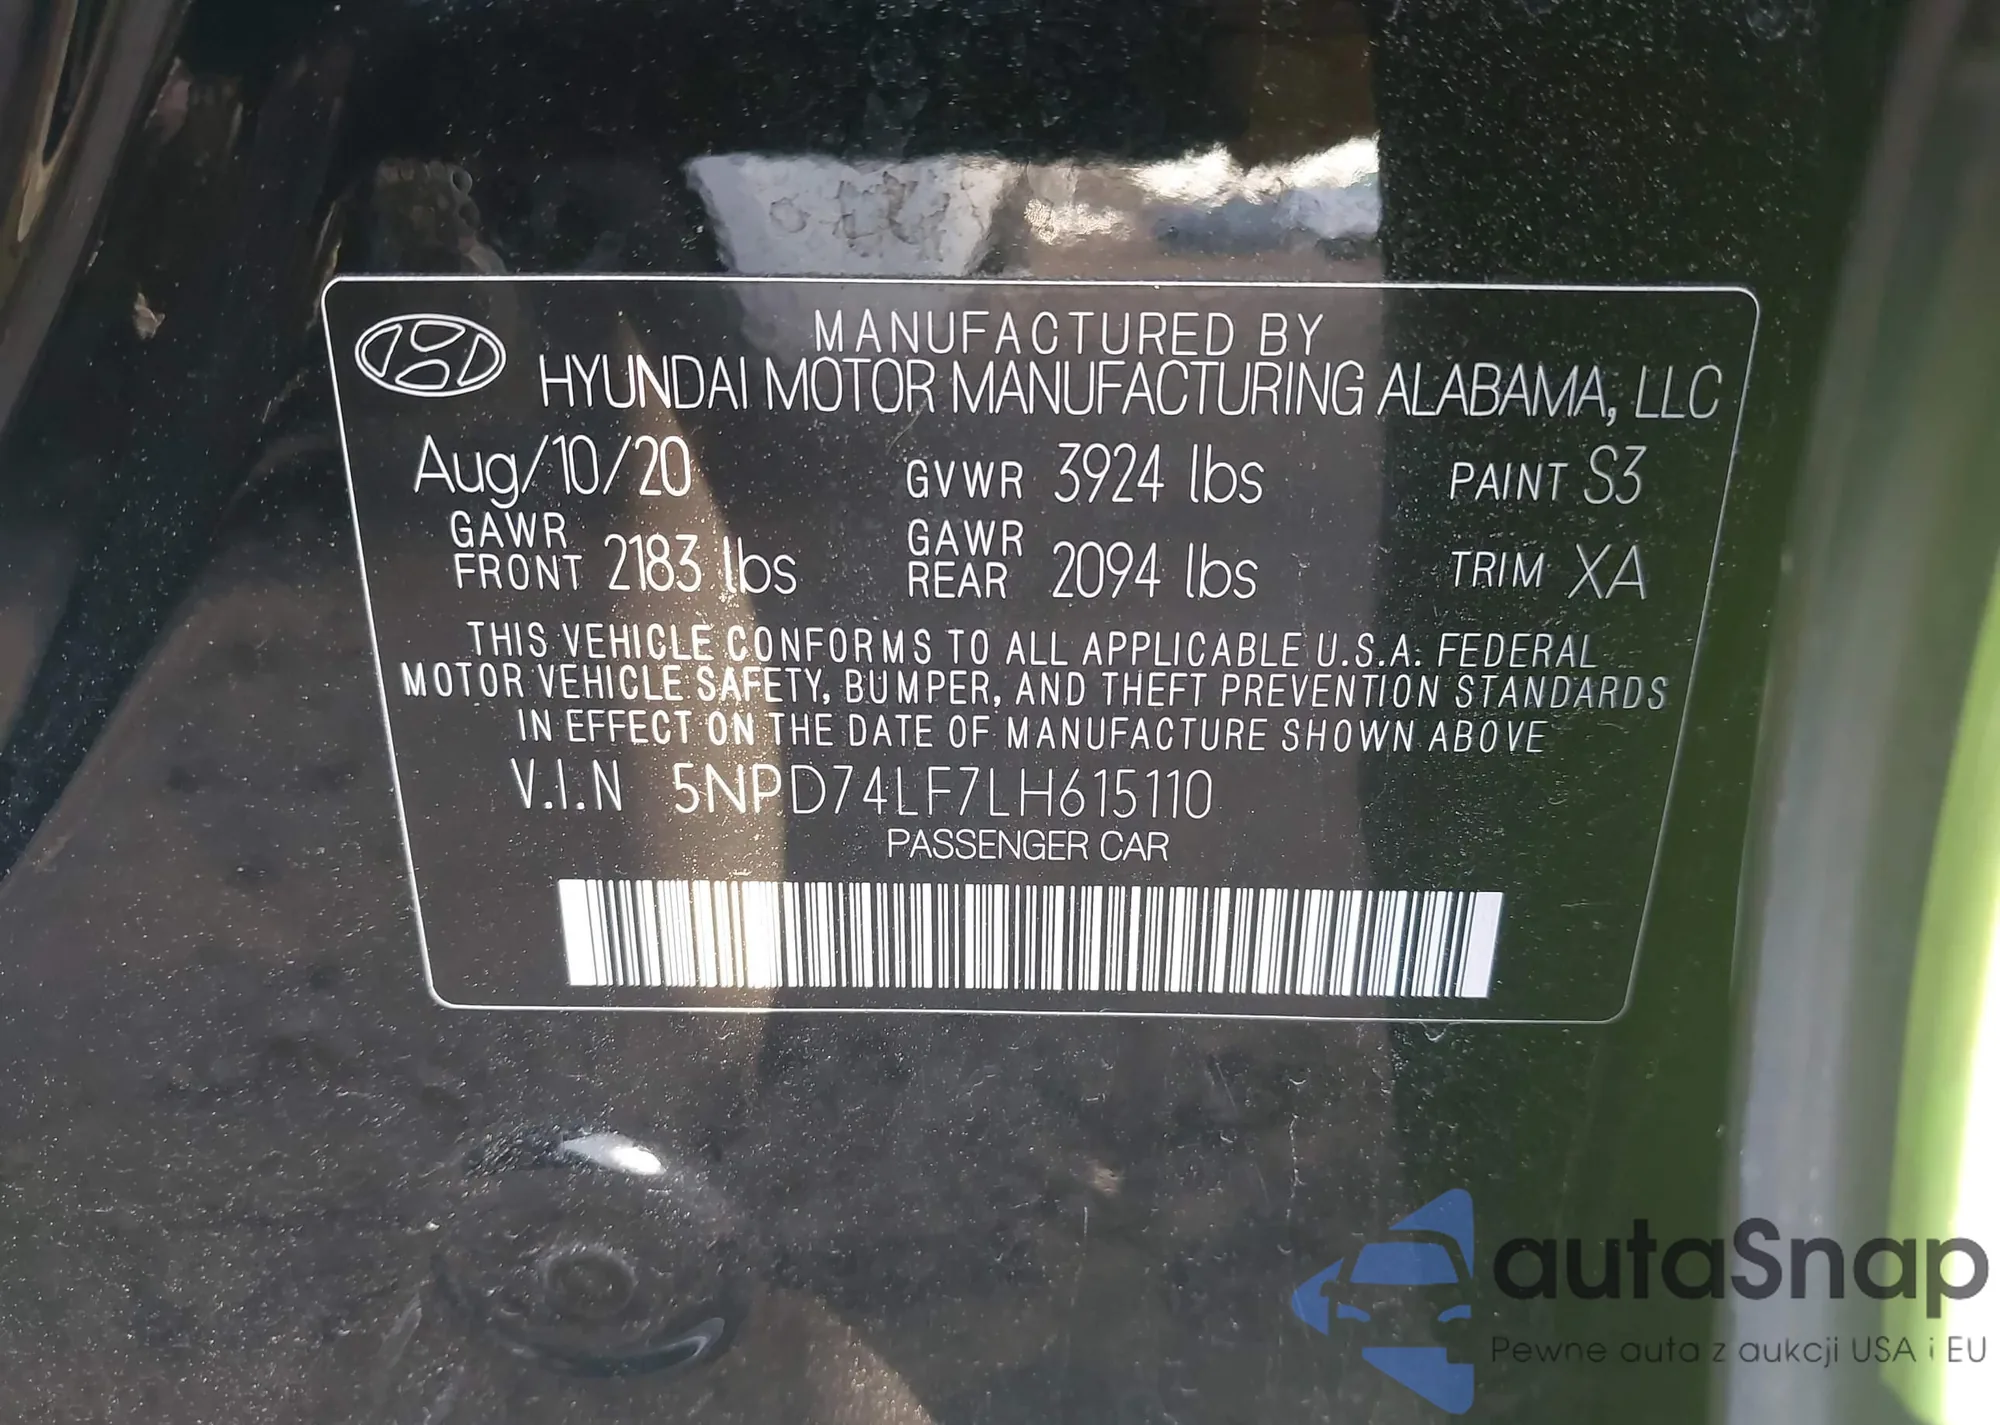 MANUFACTURED BY
HYUNDAI MOTOR MANUFACTURING ALABAMA, LLC
Aug/10/20 GVWR 3924 lbs PAINT S3
GAWR FRONT 2183 lbs GAWR REAR 2094 lbs TRIM XA
THIS VEHICLE CONFORMS TO ALL APPLICABLE U.S.A. FEDERAL
MOTOR VEHICLE SAFETY, BUMPER, AND THEFT PREVENTION STANDARDS
IN EFFECT ON THE DATE OF MANUFACTURE SHOWN ABOVE
V.I.N 5NPD74LF7LH615110
PASSENGER CAR
autaSnap
Pewne auta z aukcji USA i EU